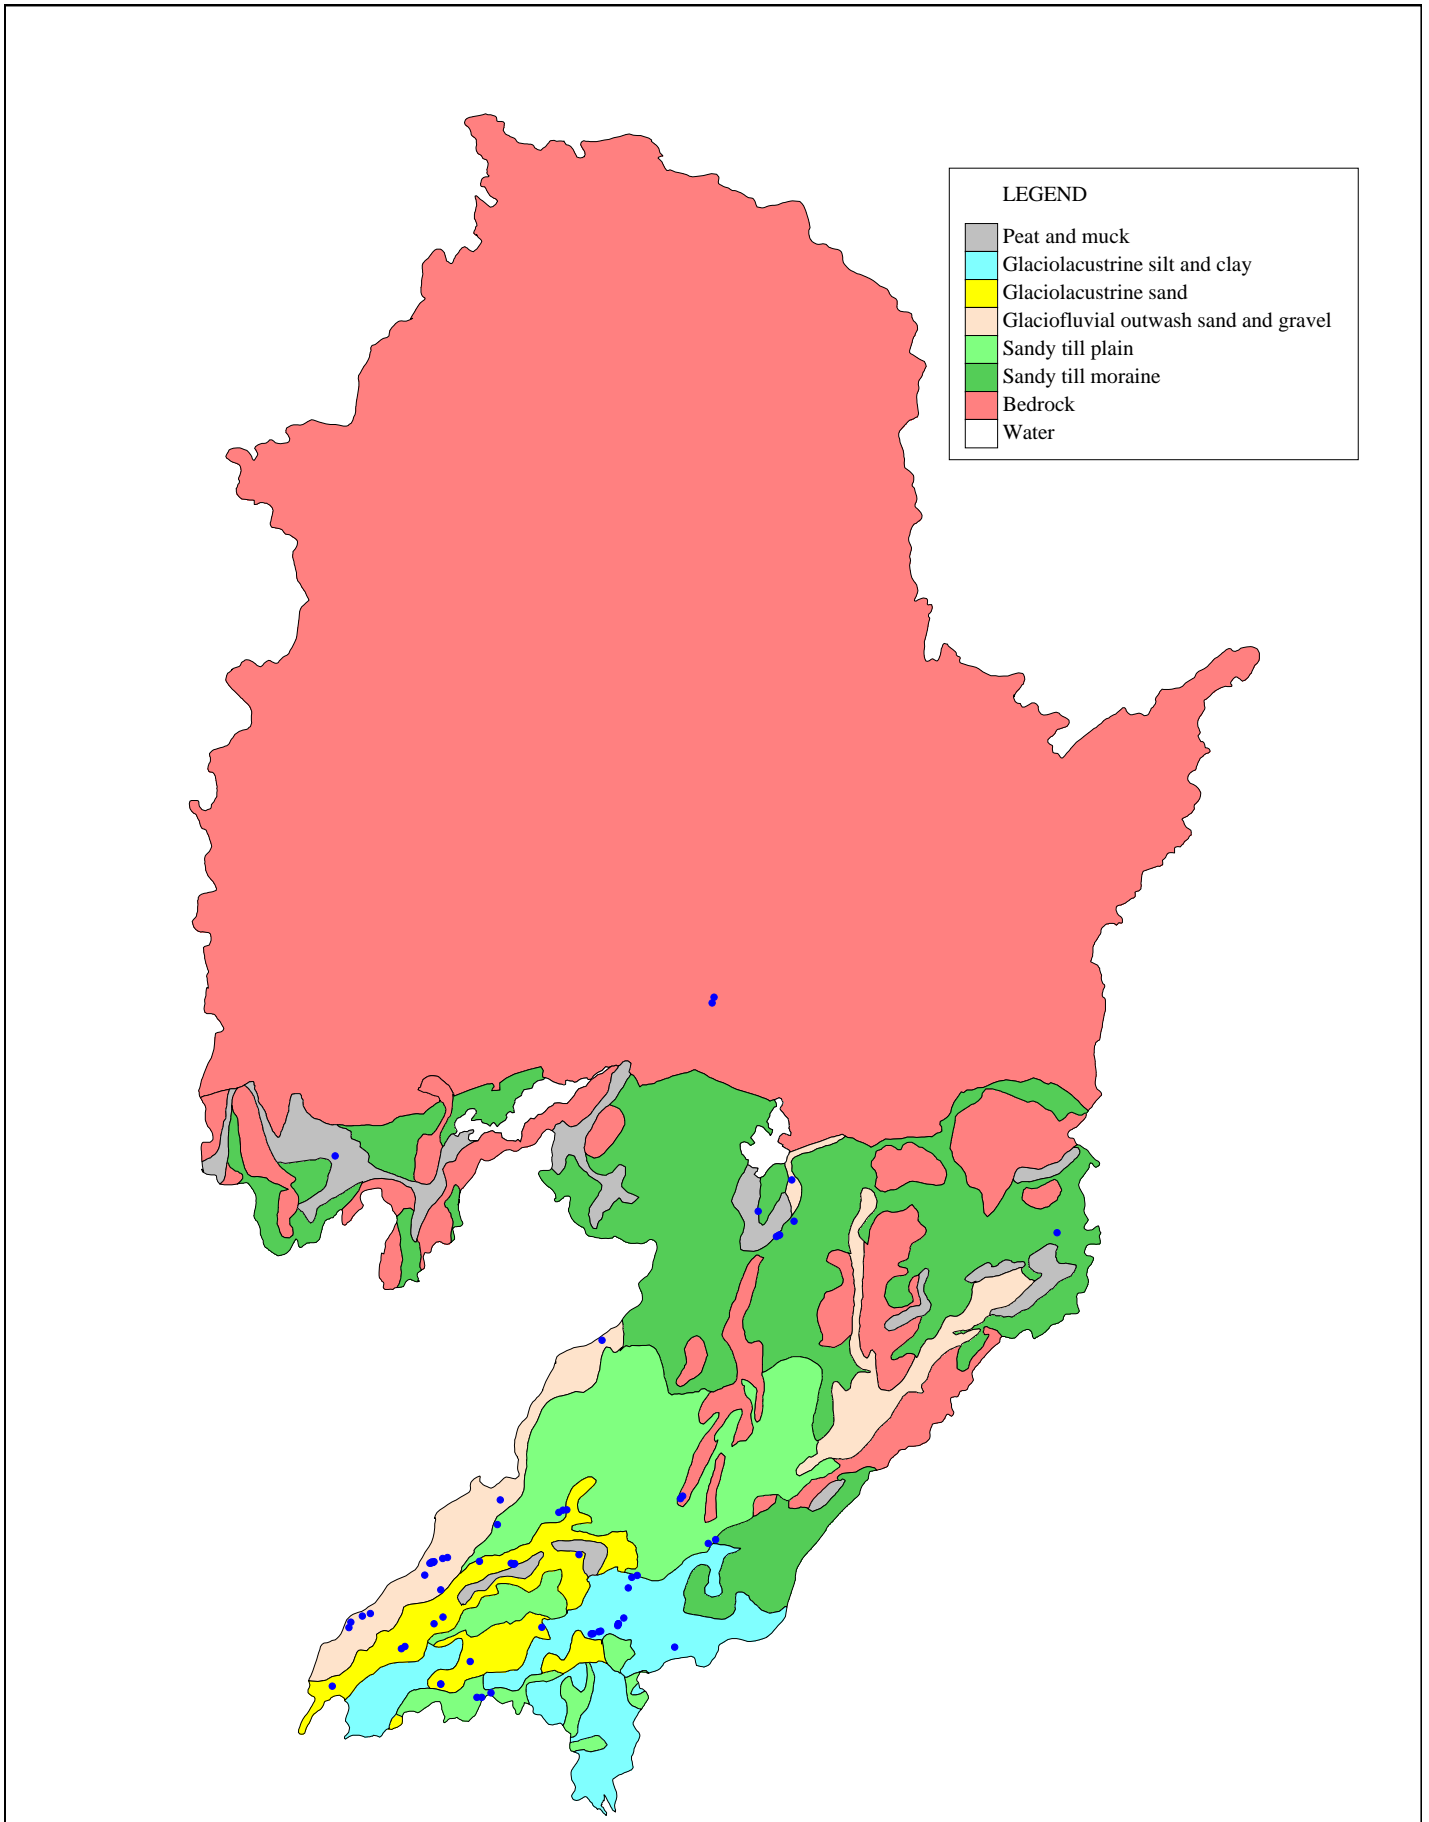 LEGEND
Peat and muck
Glaciolacustrine silt and clay
Glaciolacustrine sand
Glaciofluvial outwash sand and gravel
Sandy till plain
Sandy till moraine
Bedrock
Water